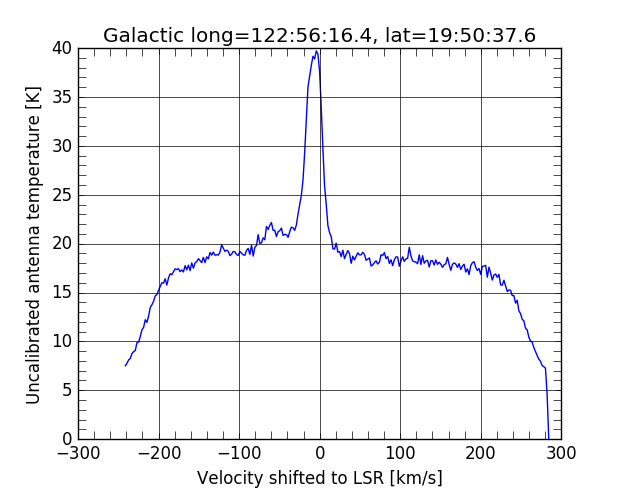 Galactic long=122:56:16.4, lat=19:50:37.6
Uncalibrated antenna temperature [K]
40
35
30
25
20
15
10
5
0
−300 −200 −100 0 100 200 300
Velocity shifted to LSR [km/s]